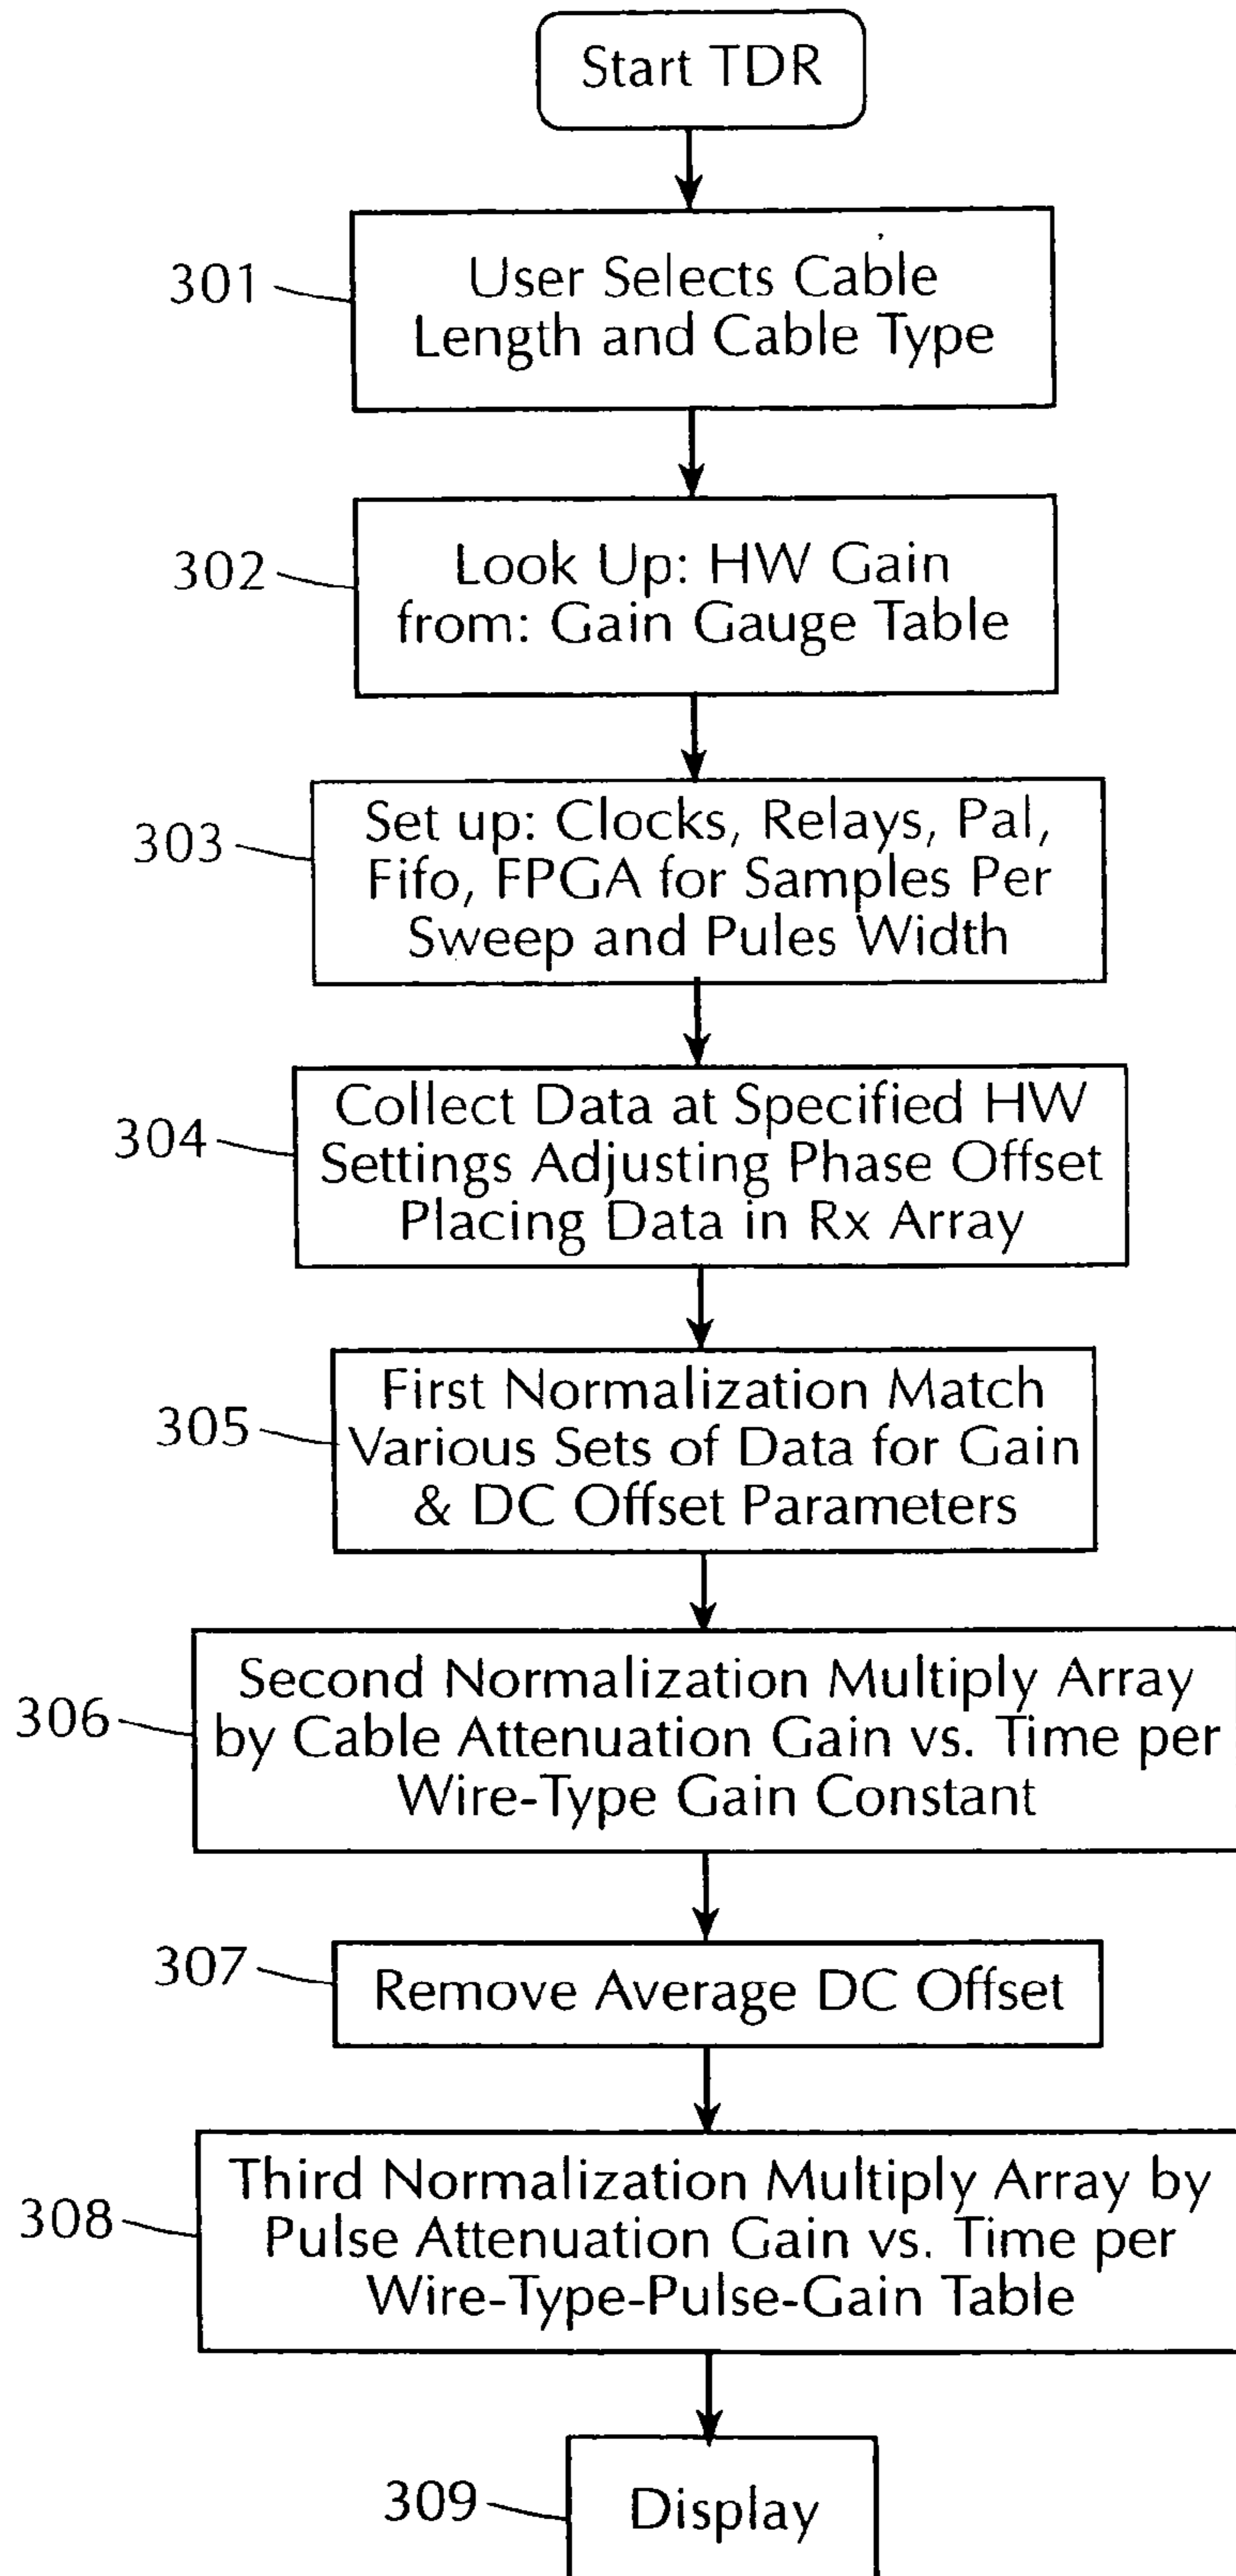 Start TDR
301
User Selects Cable
Length and Cable Type
302
Look Up: HW Gain
from: Gain Gauge Table
303
Set up: Clocks, Relays, Pal,
Fifo, FPGA for Samples Per
Sweep and Pules Width
304
Collect Data at Specified HW
Settings Adjusting Phase Offset
Placing Data in Rx Array
305
First Normalization Match
Various Sets of Data for Gain
& DC Offset Parameters
306
Second Normalization Multiply Array
by Cable Attenuation Gain vs. Time per
Wire-Type Gain Constant
307
Remove Average DC Offset
308
Third Normalization Multiply Array by
Pulse Attenuation Gain vs. Time per
Wire-Type-Pulse-Gain Table
309
Display